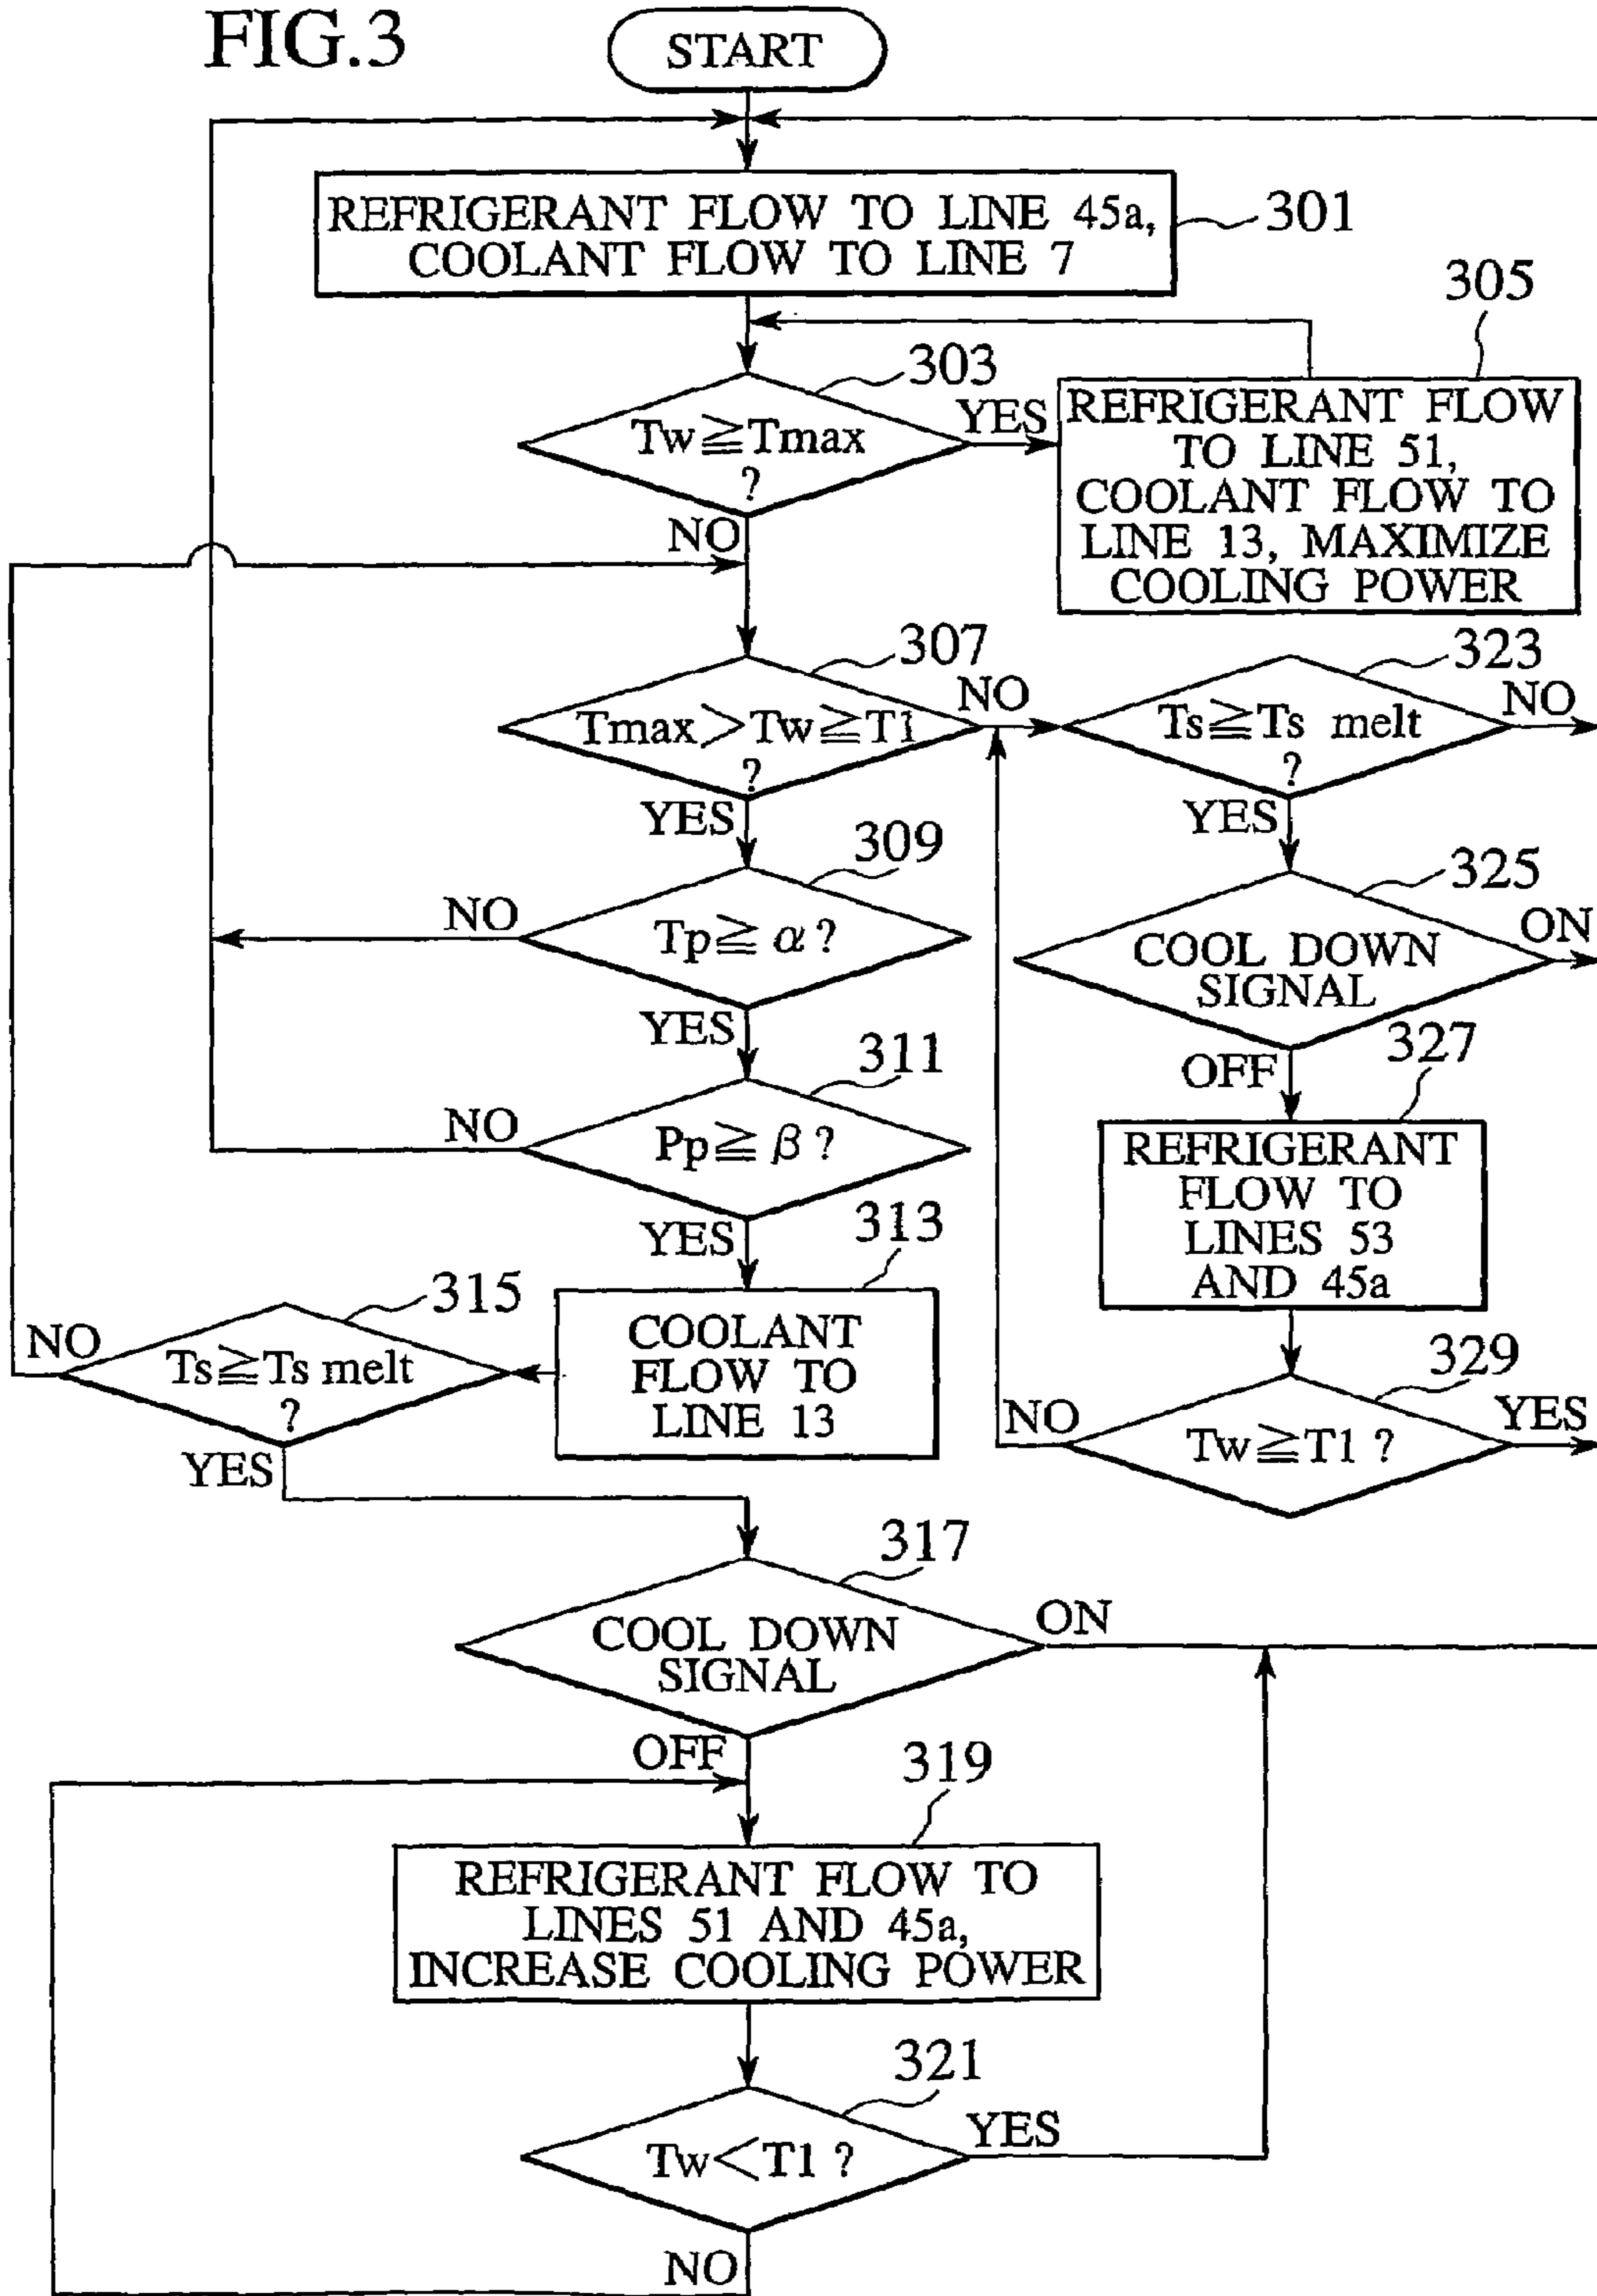 FIG.3
START
REFRIGERANT FLOW TO LINE 45a,
COOLANT FLOW TO LINE 7
301
305
303
Tw≧Tmax
?
YES
NO
REFRIGERANT FLOW
TO LINE 51,
COOLANT FLOW TO
LINE 13, MAXIMIZE
COOLING POWER
307
Tmax>Tw≧T1
?
NO
YES
323
Ts≧Ts melt
?
NO
YES
309
Tp≧α?
NO
YES
325
COOL DOWN
SIGNAL
ON
OFF
311
Pp≧β?
NO
YES
327
REFRIGERANT
FLOW TO
LINES 53
AND 45a
313
COOLANT
FLOW TO
LINE 13
315
Ts≧Ts melt
?
NO
YES
329
Tw≧T1?
NO
YES
317
COOL DOWN
SIGNAL
ON
OFF
319
REFRIGERANT FLOW TO
LINES 51 AND 45a,
INCREASE COOLING POWER
321
Tw<T1?
YES
NO